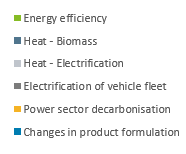 Energy efficiency
Heat - Biomass
Heat - Electrification
Electrification of vehicle fleet
Power sector decarbonisation
Changes in product formulation